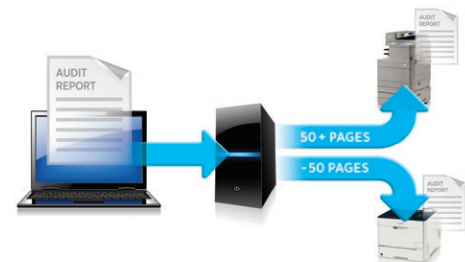 AUDIT
REPORT
50 + PAGES
- 50 PAGES
AUDIT
REPORT
AUDIT
REPORT